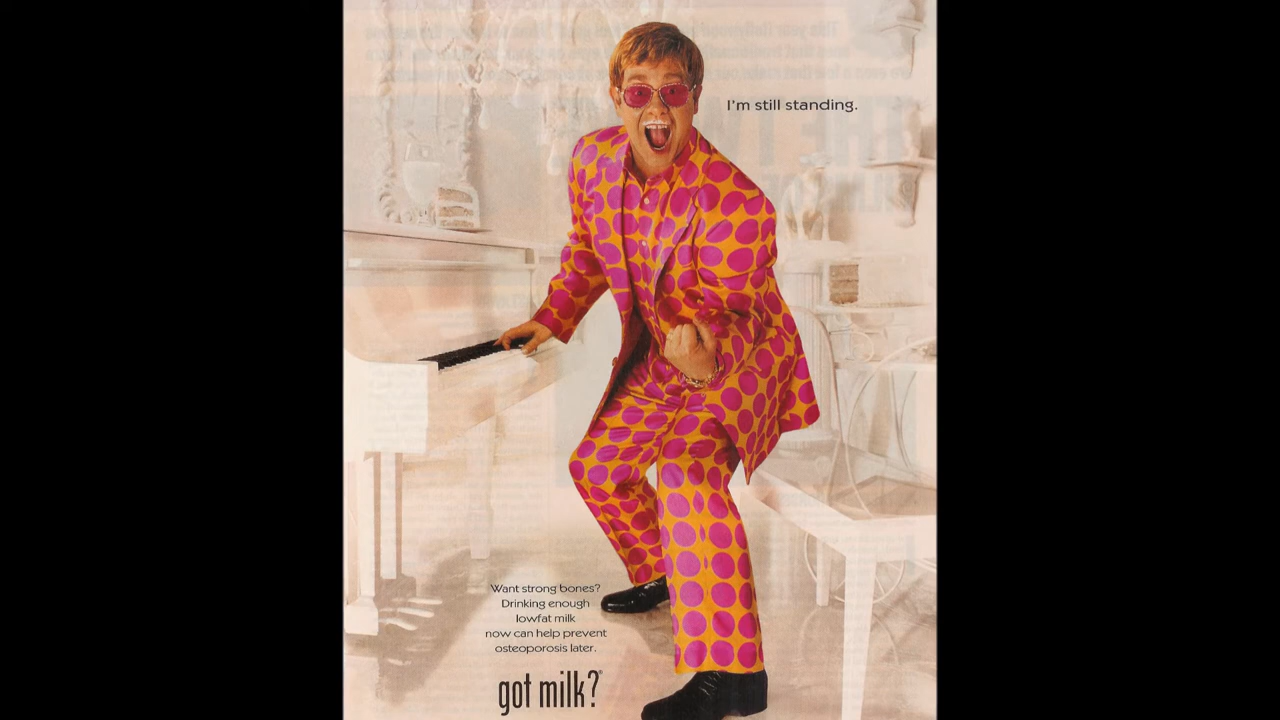 I'm still standing.
Want strong bones?
Drinking enough
lowfat milk
now can help prevent
osteoporosis later.
got milk?®